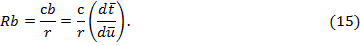 Rb = cb/r = c/r (dt̄/dū). (15)